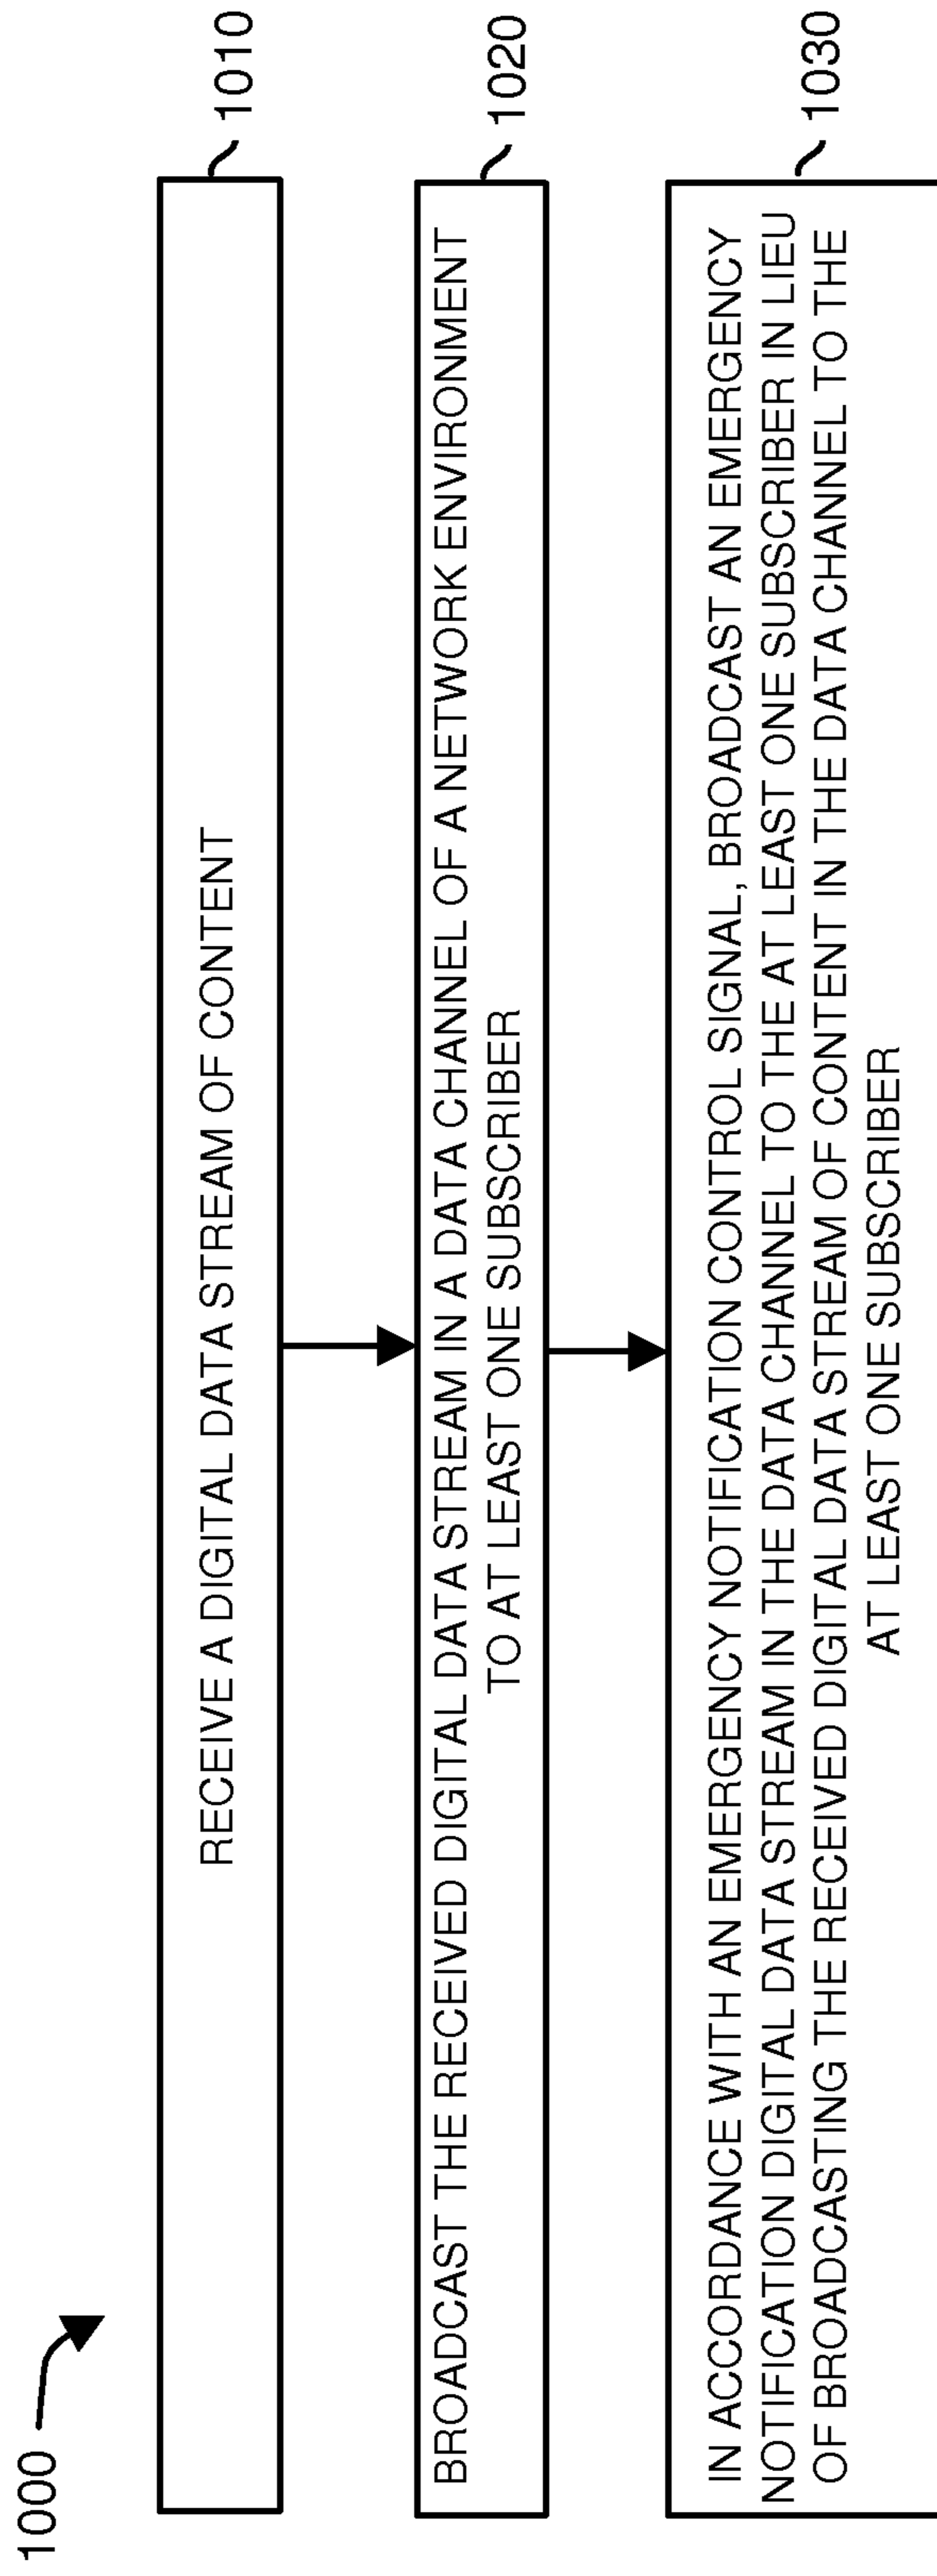 1000
RECEIVE A DIGITAL DATA STREAM OF CONTENT
1010
BROADCAST THE RECEIVED DIGITAL DATA STREAM IN A DATA CHANNEL OF A NETWORK ENVIRONMENT
TO AT LEAST ONE SUBSCRIBER
1020
IN ACCORDANCE WITH AN EMERGENCY NOTIFICATION CONTROL SIGNAL, BROADCAST AN EMERGENCY
NOTIFICATION DIGITAL DATA STREAM IN THE DATA CHANNEL TO THE AT LEAST ONE SUBSCRIBER IN LIEU
OF BROADCASTING THE RECEIVED DIGITAL DATA STREAM OF CONTENT IN THE DATA CHANNEL TO THE
AT LEAST ONE SUBSCRIBER
1030